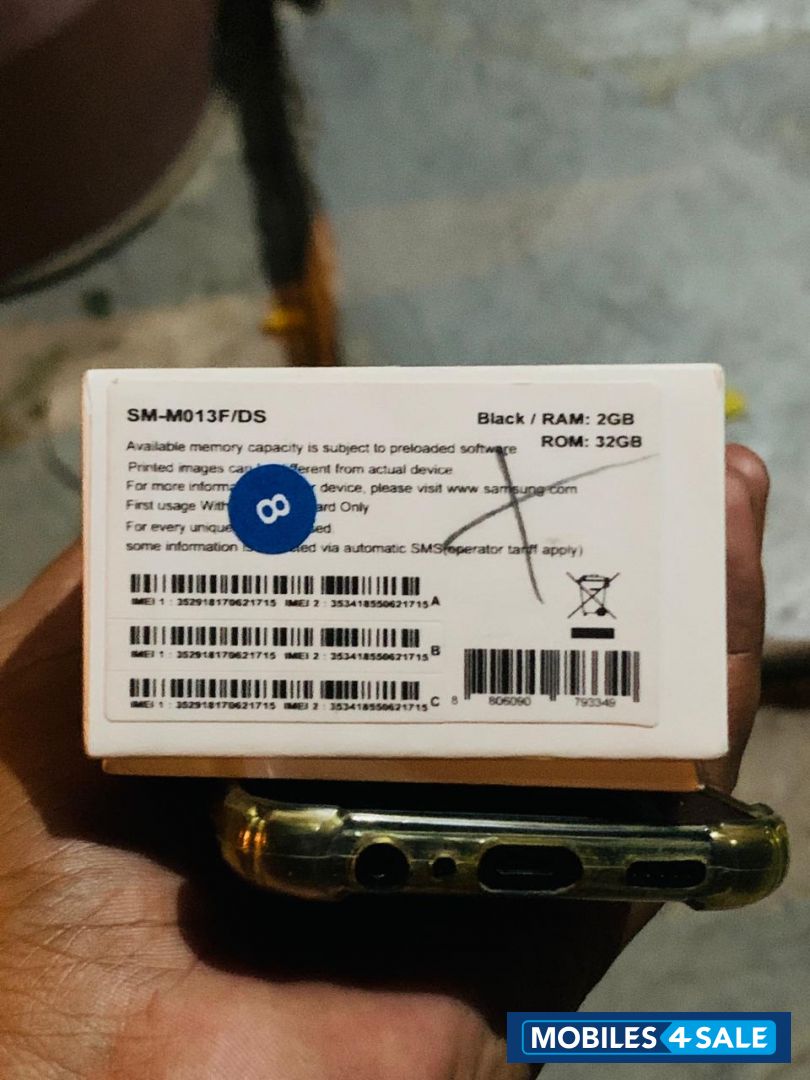 SM-M013F/DS
Black / RAM: 2GB
ROM: 32GB
Available memory capacity is subject to preloaded software
Printed images can different from actual device
For more informa device, please visit www samsung.com
First usage With ard Only
For every unique sed
some information via automatic SMS(operator tariff apply)
8
IMEI 1 : 352918170621715 IMEI 2 : 353418550621715 A
IMEI 1 : 352918170621715 IMEI 2 : 353418550621715 B
IMEI 1 : 352918170621715 IMEI 2 : 353418550621715 C
8 806090 793349
MOBILES 4 SALE